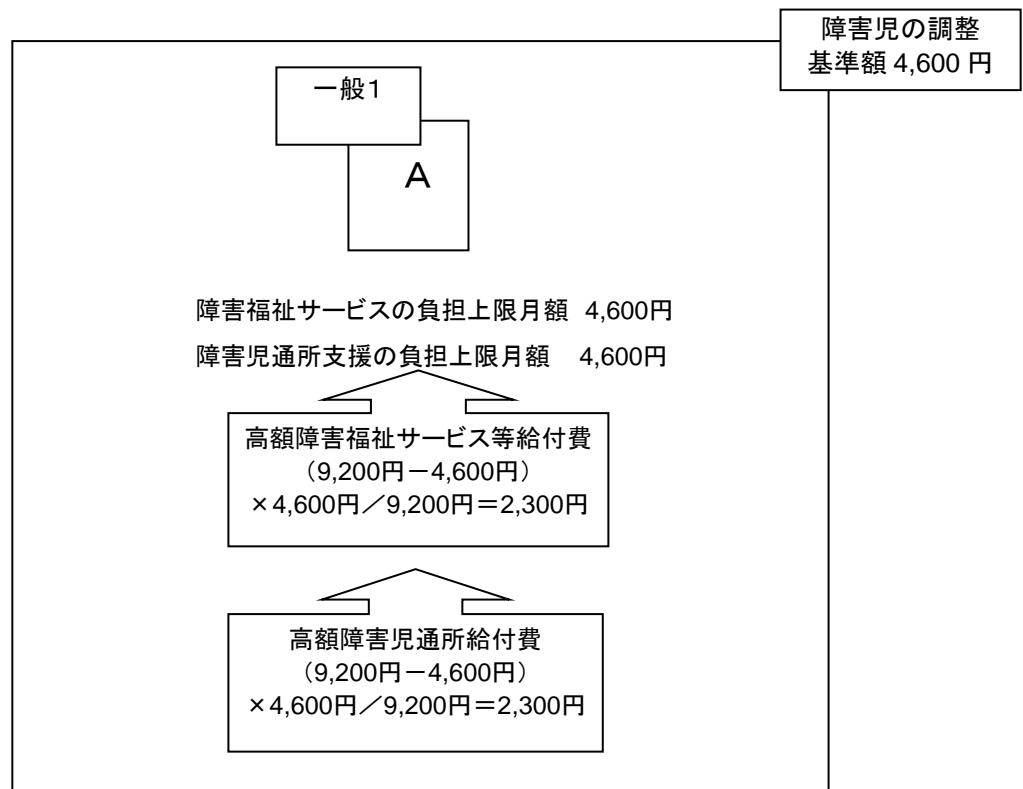 障害児の調整
基準額 4,600 円
一般1
A
障害福祉サービスの負担上限月額 4,600円
障害児通所支援の負担上限月額 4,600円
高額障害福祉サービス等給付費
（9,200円－4,600円）
×4,600円／9,200円＝2,300円
高額障害児通所給付費
（9,200円－4,600円）
×4,600円／9,200円＝2,300円